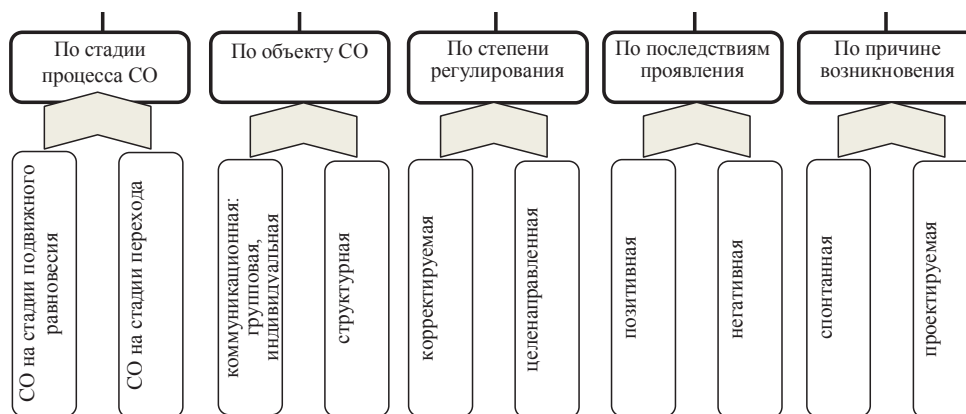 По стадии
процесса СО
По объекту СО
По степени
регулирования
По последствиям
проявления
По причине
возникновения
СО на стадии подвижного
равновесия
СО на стадии перехода
коммуникационная:
групповая,
индивидуальная
структурная
корректируемая
целенаправленная
позитивная
негативная
спонтанная
проектируемая